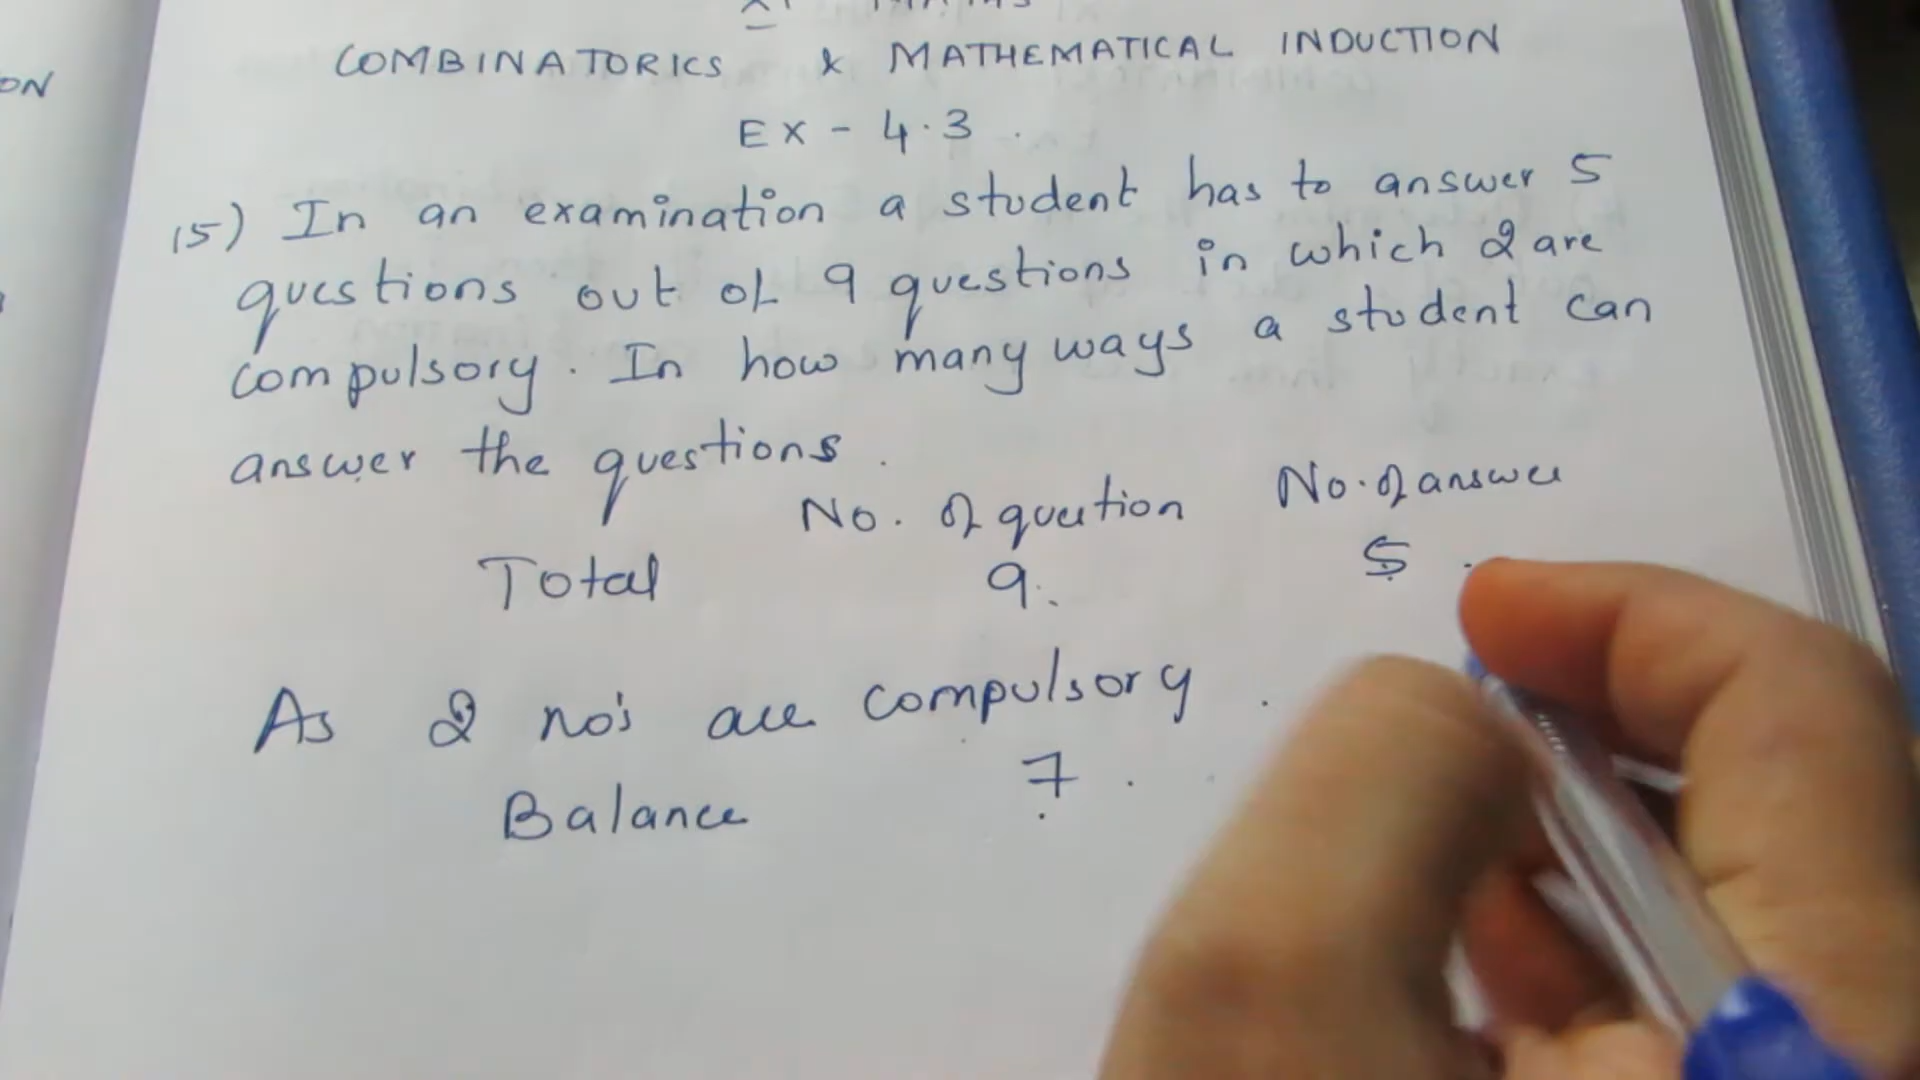 ON
COMBINATORICS & MATHEMATICAL INDUCTION
EX - 4.3
15) In an examination a student has to answer 5
questions out of 9 questions in which 2 are
compulsory. In how many ways a student can
answer the questions.
No. of question No. of answer
Total 9. 5
As 2 no's are compulsory.
Balance 7.